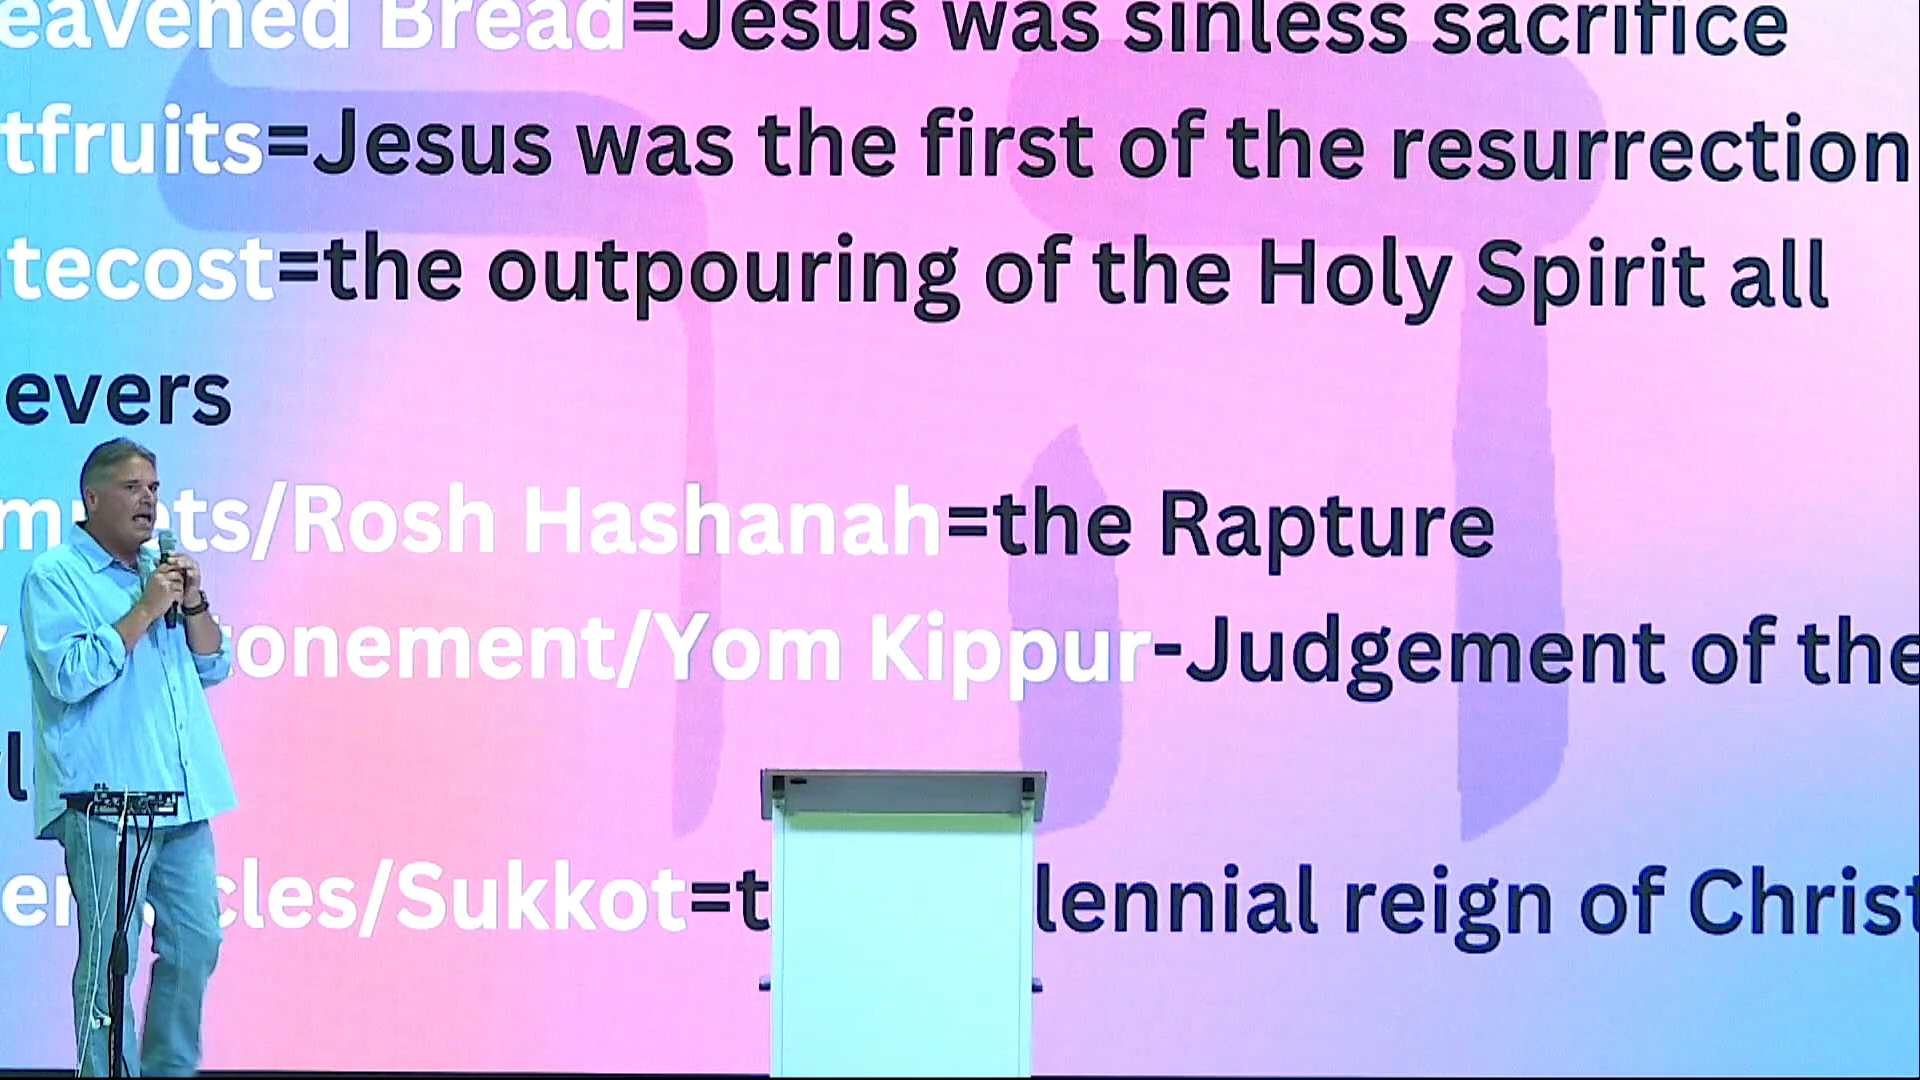 eavened Bread=Jesus was sinless sacrifice
tfruits=Jesus was the first of the resurrection
tecost=the outpouring of the Holy Spirit all
evers
ts/Rosh Hashanah=the Rapture
tonement/Yom Kippur-Judgement of the
cles/Sukkot=t lennial reign of Christ